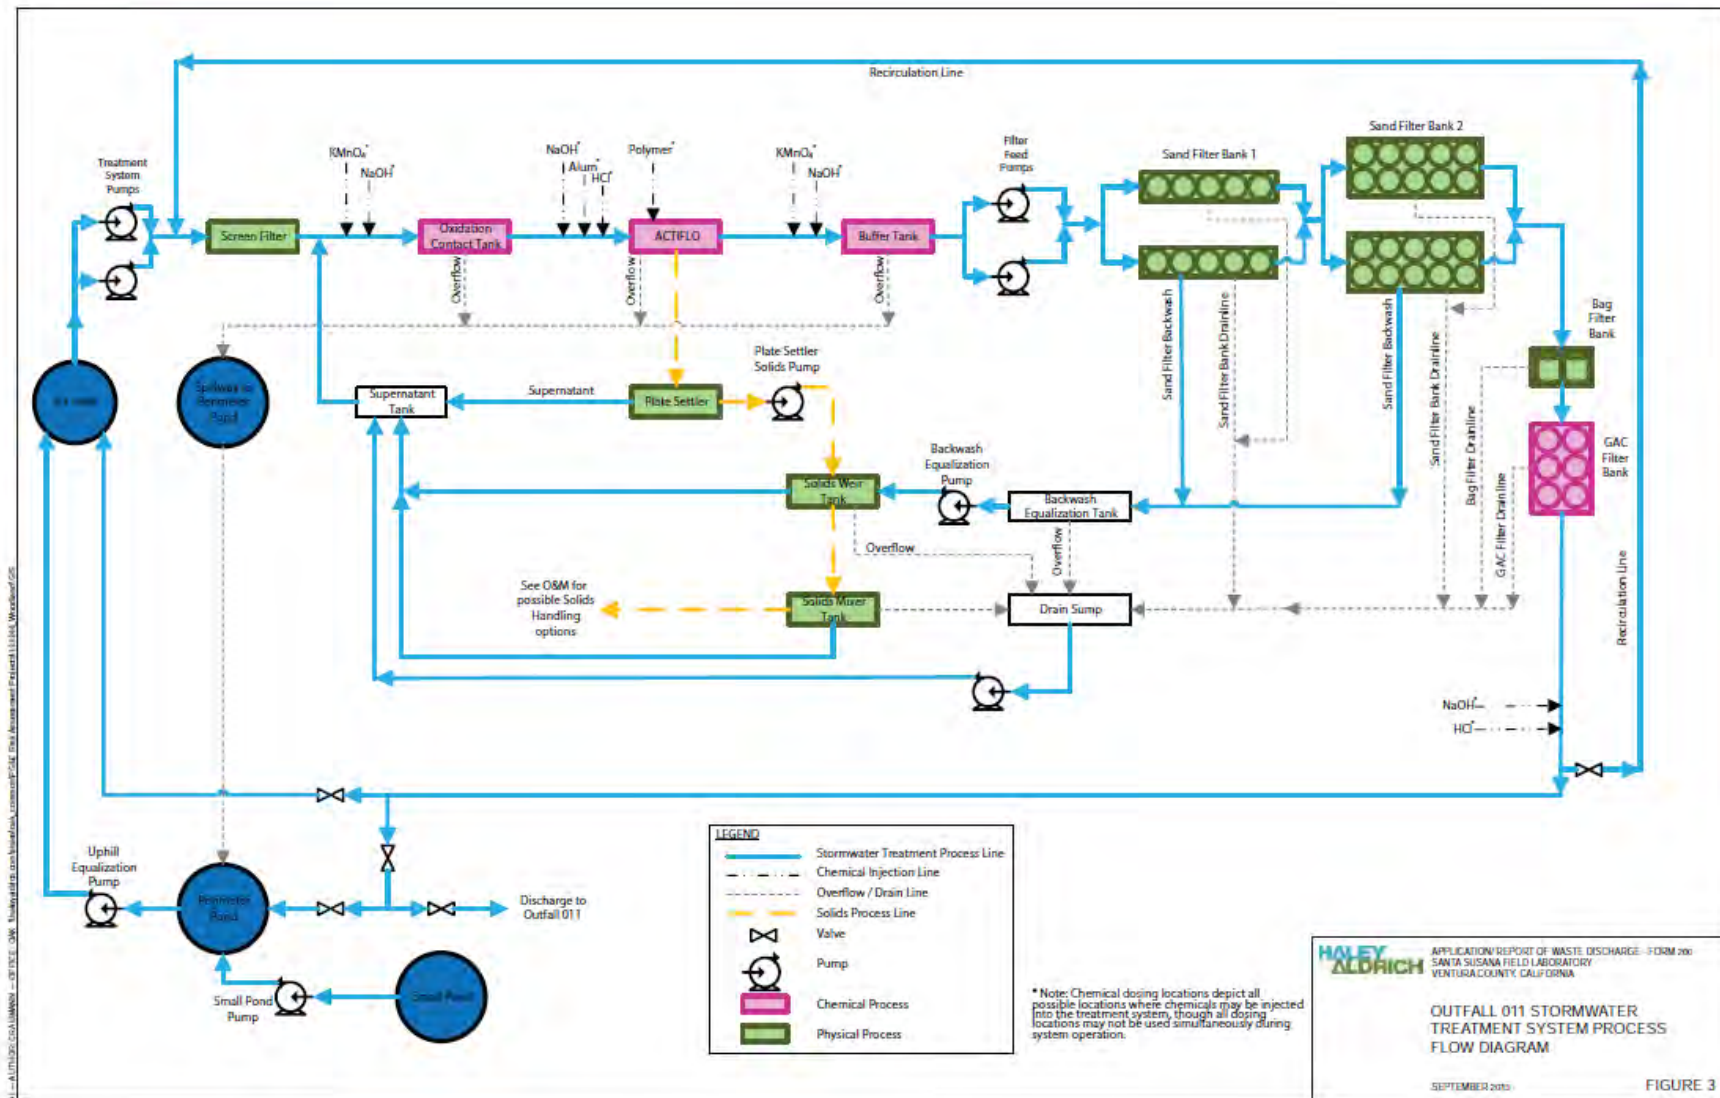 Recirculation Line
Treatment
System
Pumps
Screen Filter
KMnO₄*
NaOH*
Oxidation
Contact Tank
NaOH*
Alum*
HCl*
Polymer*
ACTIFLO
KMnO₄*
NaOH*
Buffer Tank
Filter
Feed
Pumps
Sand Filter Bank 1
Sand Filter Bank 2
Overflow
Overflow
Overflow
Spillway to
Perimeter
Pond
Supernatant
Tank
Supernatant
Plate Settler
Plate Settler
Solids Pump
Solids Weir
Tank
Backwash
Equalization
Pump
Backwash
Equalization Tank
Overflow
Overflow
See O&M for
possible Solids
Handling
options
Solids Mixer
Tank
Drain Sump
Sand Filter Backwash
Sand Filter Bank Drainline
Sand Filter Backwash
Sand Filter Bank Drainline
Bag Filter Drainline
GAC Filter Drainline
Bag
Filter
Bank
GAC
Filter
Bank
Recirculation Line
NaOH*
HCl*
Uphill
Equalization
Pump
Perimeter
Pond
Discharge to
Outfall 011
Small Pond
Pump
Small Pond
LEGEND
Stormwater Treatment Process Line
Chemical Injection Line
Overflow / Drain Line
Solids Process Line
Valve
Pump
Chemical Process
Physical Process
* Note: Chemical dosing locations depict all
possible locations where chemicals may be injected
into the treatment system, though all dosing
locations may not be used simultaneously during
system operation.
HALEY
ALDRICH
APPLICATION/REPORT OF WASTE DISCHARGE - FORM 200
SANTA SUSANA FIELD LABORATORY
VENTURA COUNTY, CALIFORNIA
OUTFALL 011 STORMWATER
TREATMENT SYSTEM PROCESS
FLOW DIAGRAM
SEPTEMBER
FIGURE 3